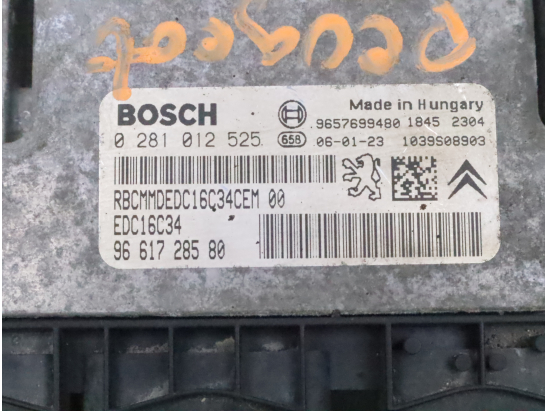 peugeot
BOSCH
Made in Hungary
.9657699480 1845 2304
0 281 012 525 658 06-01-23 1039S08903
RBCMMDEDC16C34CEM 00
EDC16C34
96 617 285 80